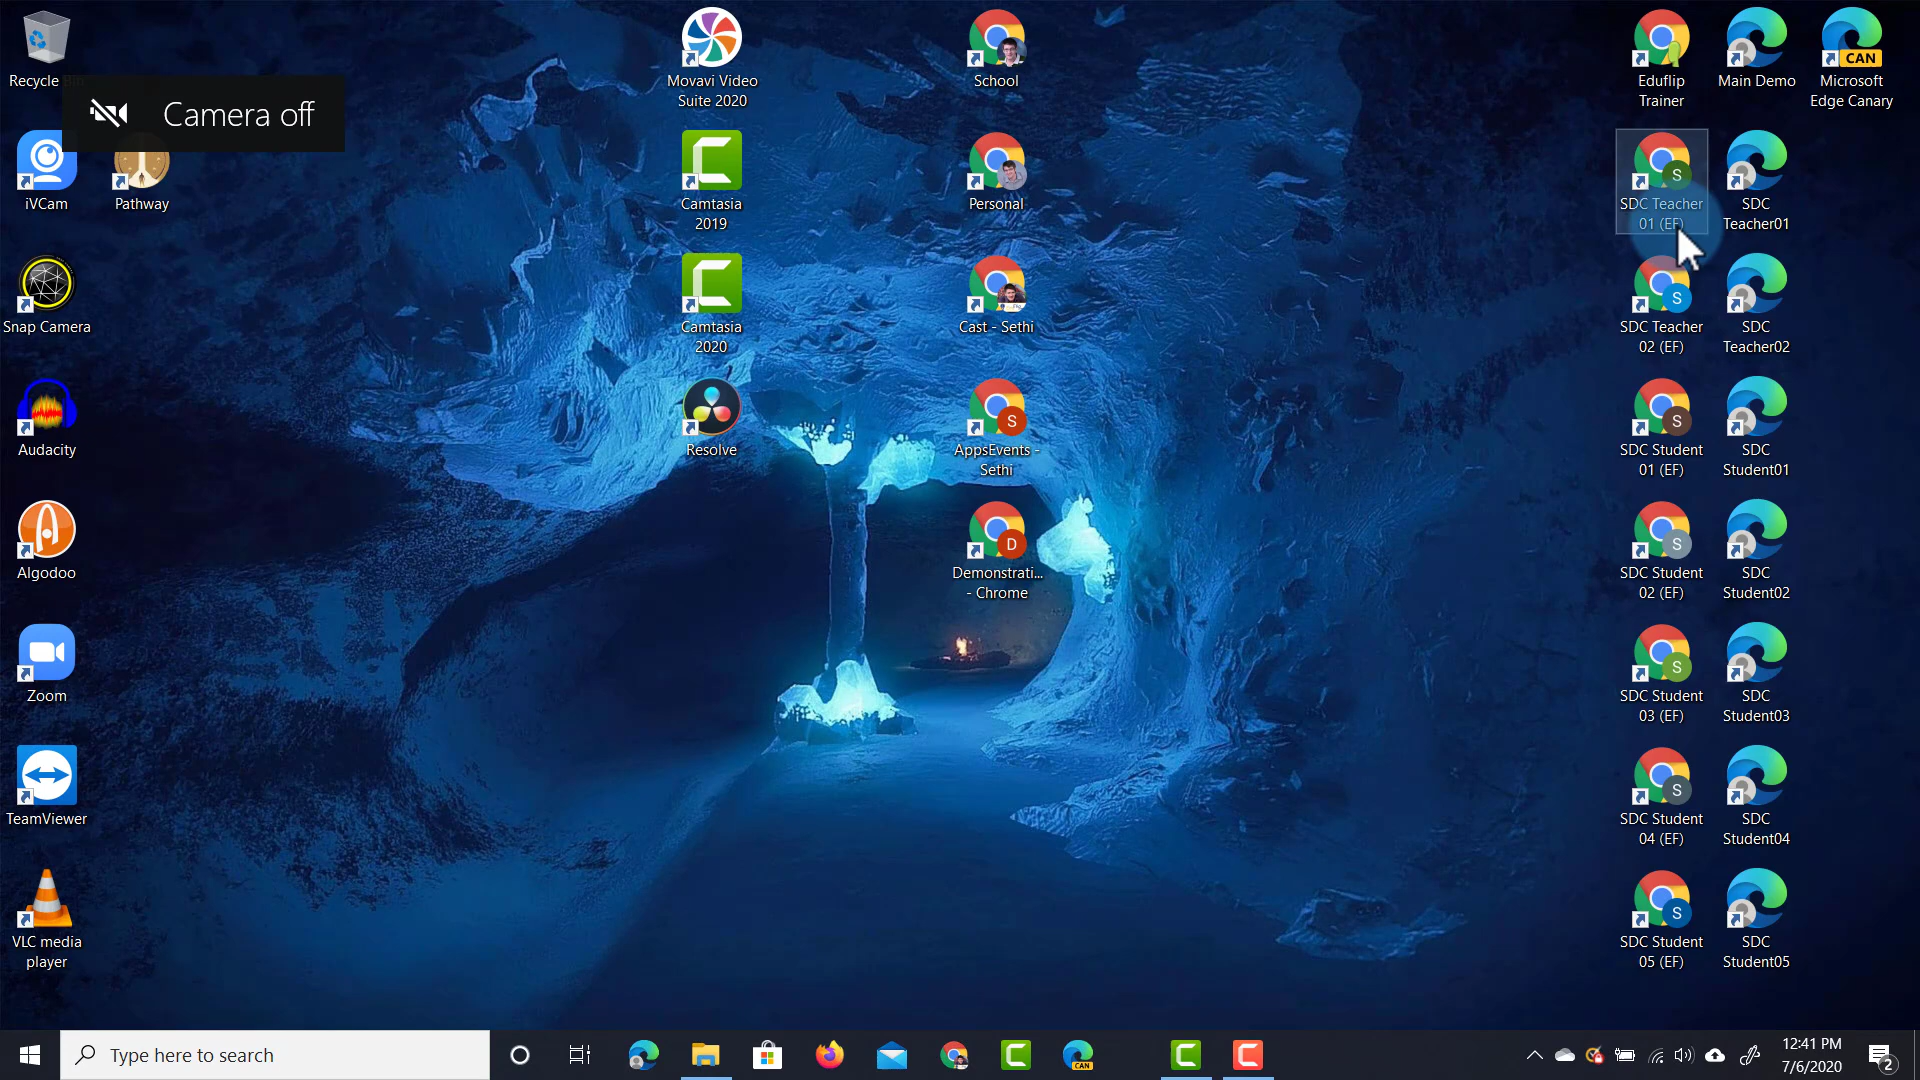 Recycle
Camera off
iVCam
Pathway
Snap Camera
Audacity
Algodoo
Zoom
TeamViewer
VLC media
player
Movavi Video
Suite 2020
Camtasia
2019
Camtasia
2020
Resolve
School
Personal
Cast - Sethi
S
AppsEvents -
Sethi
D
Demonstrati...
- Chrome
Eduflip
Trainer
Main Demo
CAN
Microsoft
Edge Canary
S
SDC Teacher
01 (EF)
SDC
Teacher01
S
SDC Teacher
02 (EF)
SDC
Teacher02
S
SDC Student
01 (EF)
SDC
Student01
S
SDC Student
02 (EF)
SDC
Student02
S
SDC Student
03 (EF)
SDC
Student03
S
SDC Student
04 (EF)
SDC
Student04
S
SDC Student
05 (EF)
SDC
Student05
Type here to search
CAN
12:41 PM
7/6/2020
2